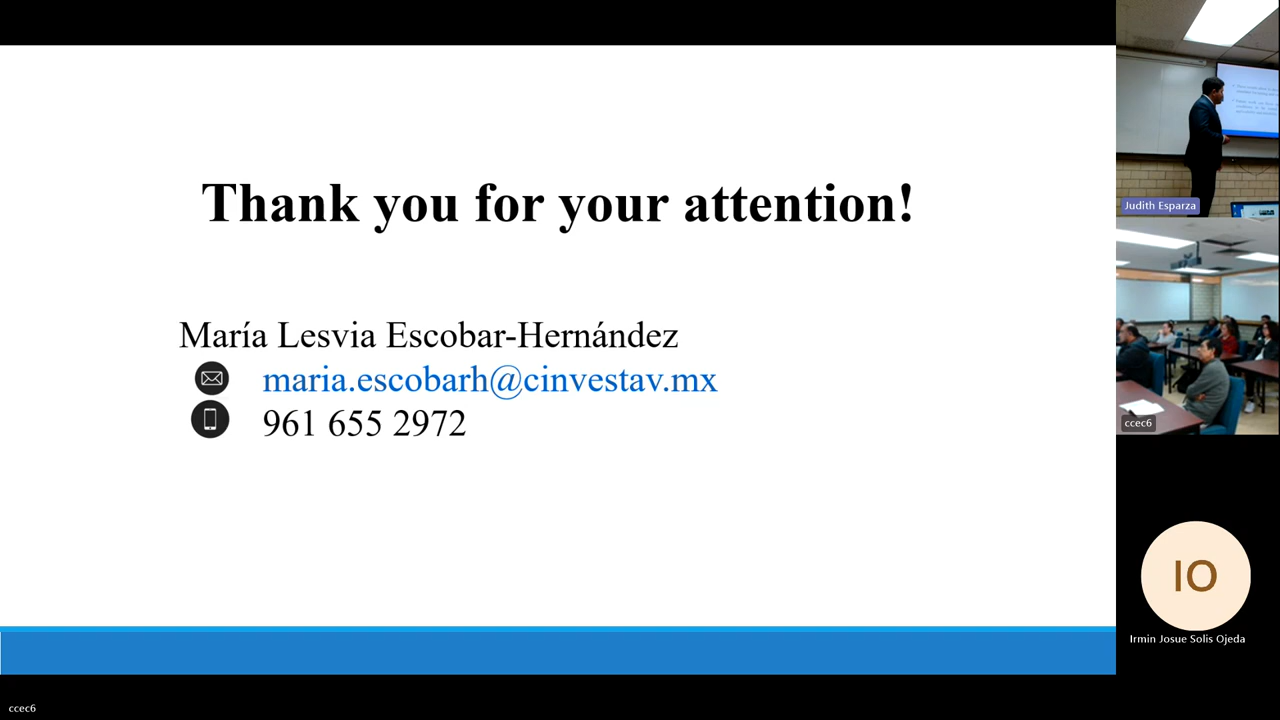 Thank you for your attention!
María Lesvia Escobar-Hernández
maria.escobarh@cinvestav.mx
961 655 2972
Judith Esparza
ccec6
IO
Irmin Josue Solis Ojeda
ccec6